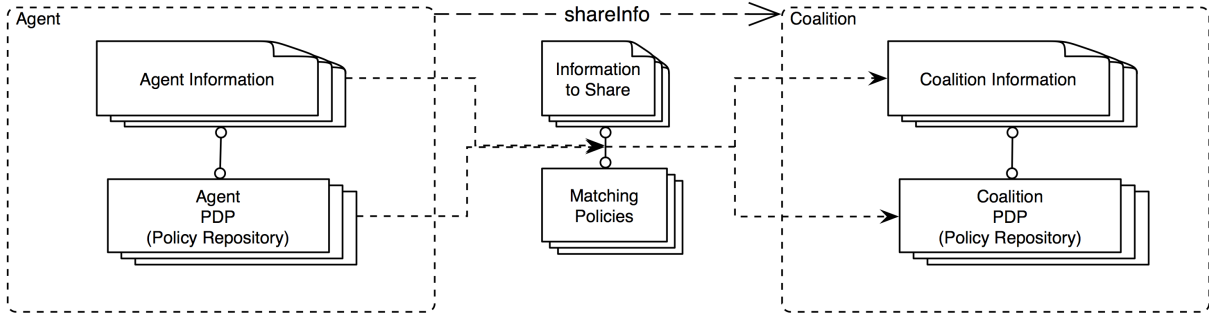 Agent
shareInfo
Coalition
Agent Information
Information
to Share
Coalition Information
Agent
PDP
(Policy Repository)
Matching
Policies
Coalition
PDP
(Policy Repository)